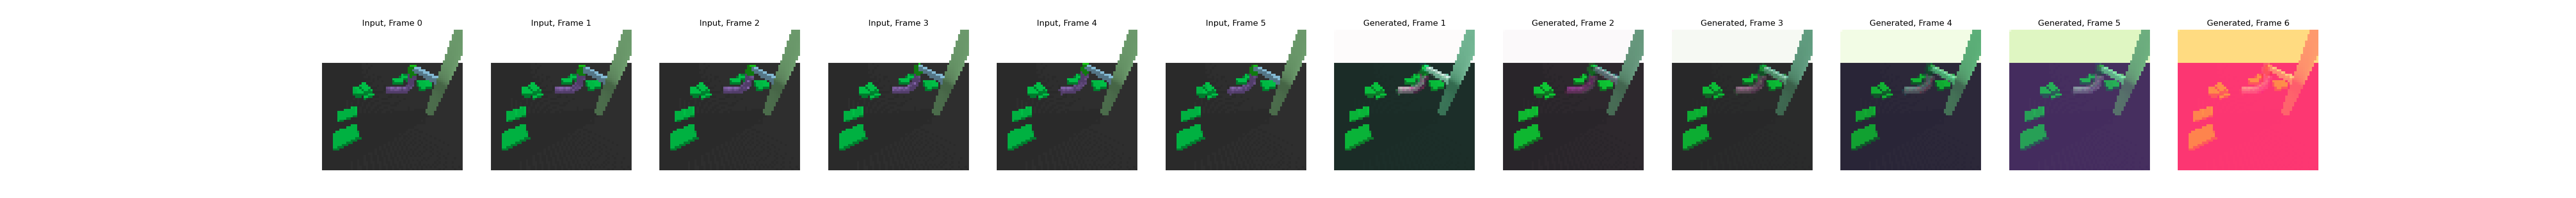 Input, Frame 0
Input, Frame 1
Input, Frame 2
Input, Frame 3
Input, Frame 4
Input, Frame 5
Generated, Frame 1
Generated, Frame 2
Generated, Frame 3
Generated, Frame 4
Generated, Frame 5
Generated, Frame 6